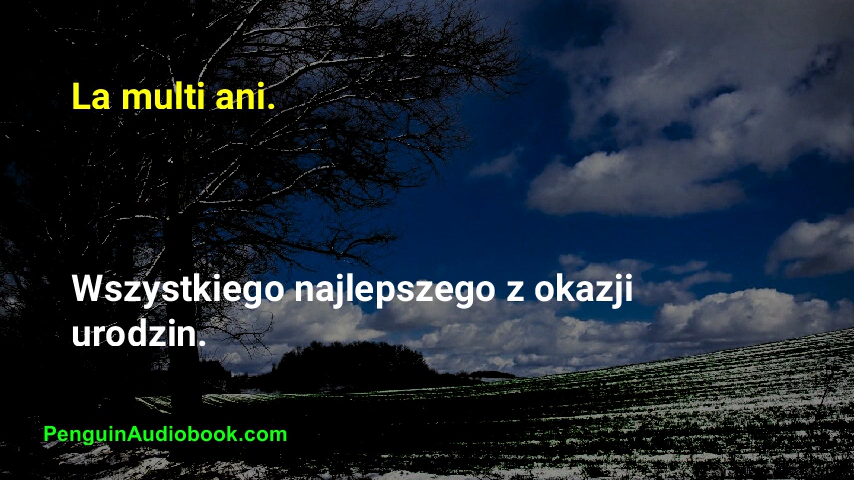 La multi ani.
Wszystkiego najlepszego z okazji
urodzin.
PenguinAudiobook.com